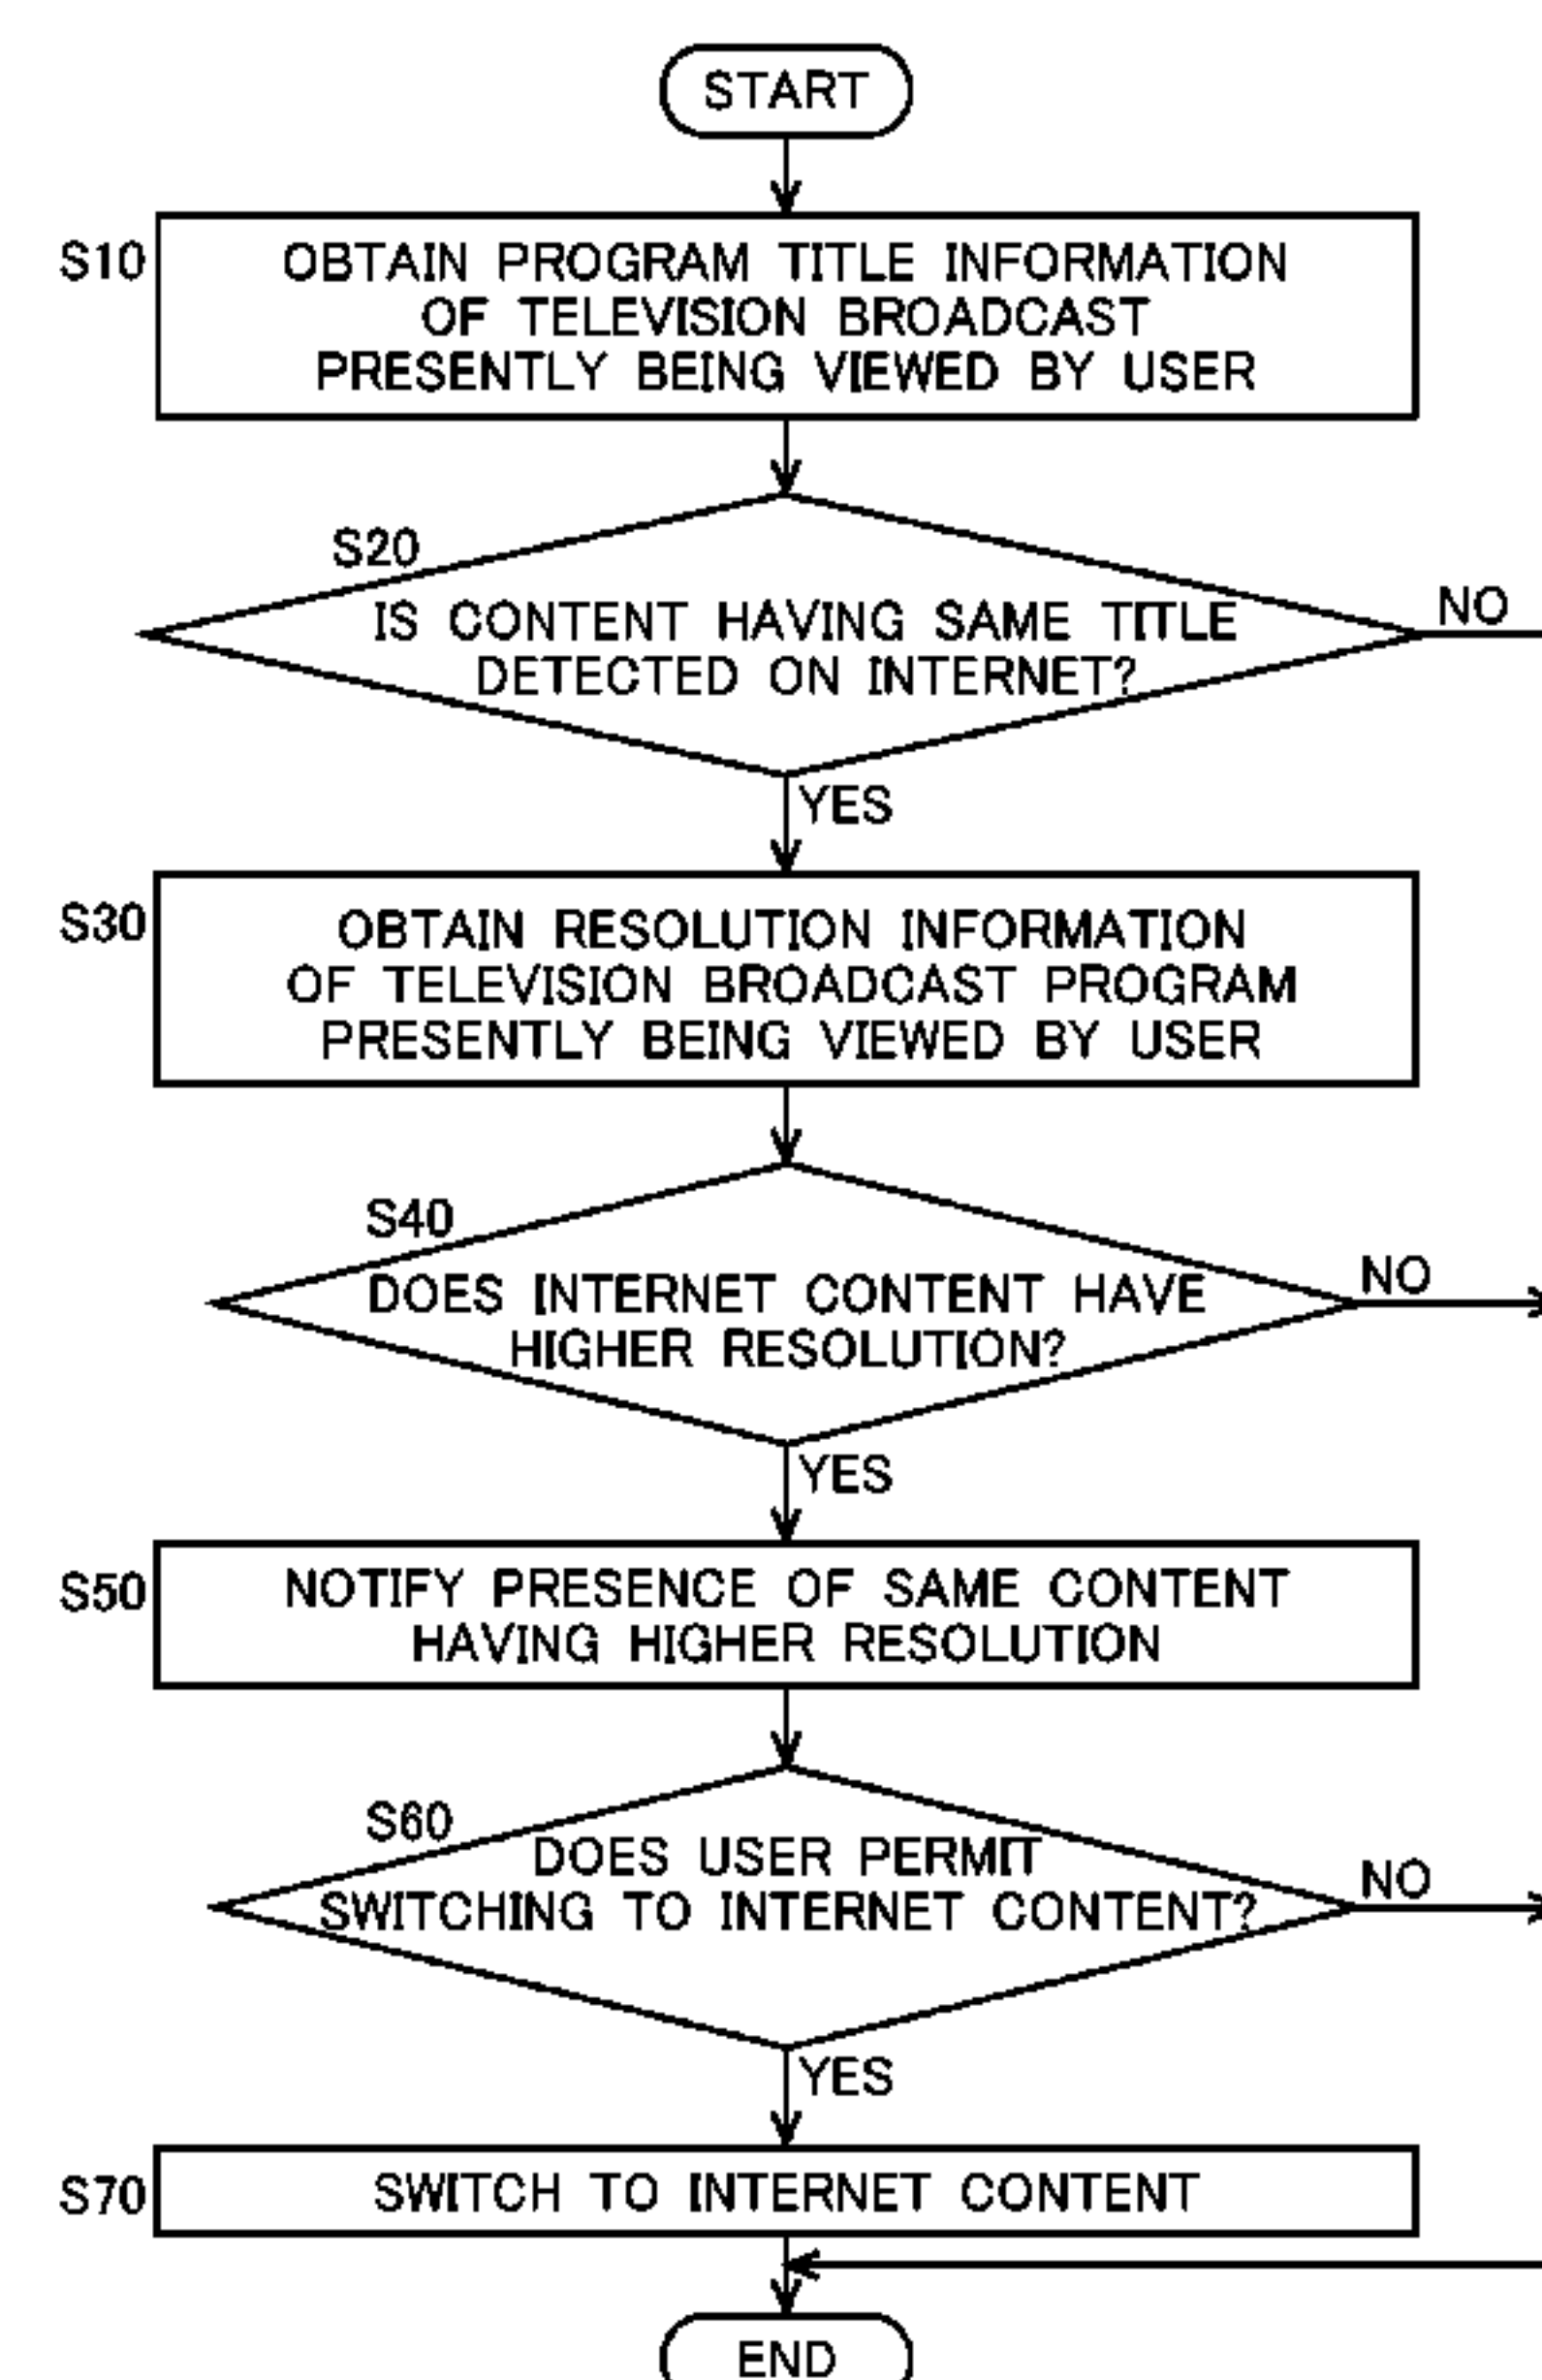 START
S10
OBTAIN PROGRAM TITLE INFORMATION
OF TELEVISION BROADCAST
PRESENTLY BEING VIEWED BY USER
S20
IS CONTENT HAVING SAME TITLE
DETECTED ON INTERNET?
NO
YES
S30
OBTAIN RESOLUTION INFORMATION
OF TELEVISION BROADCAST PROGRAM
PRESENTLY BEING VIEWED BY USER
S40
DOES INTERNET CONTENT HAVE
HIGHER RESOLUTION?
NO
YES
S50
NOTIFY PRESENCE OF SAME CONTENT
HAVING HIGHER RESOLUTION
S60
DOES USER PERMIT
SWITCHING TO INTERNET CONTENT?
NO
YES
S70
SWITCH TO INTERNET CONTENT
END